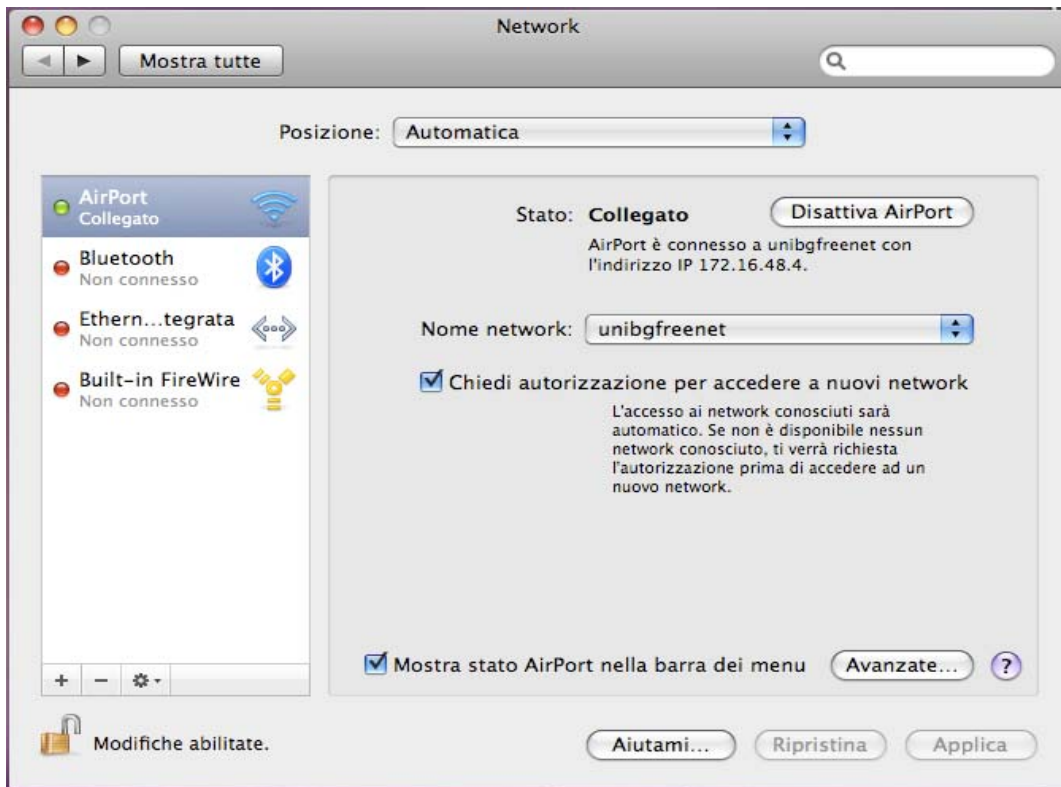 Network
Mostra tutte
Posizione: Automatica
AirPort
Collegato
Bluetooth
Non connesso
Ethern...tegrata
Non connesso
Built-in FireWire
Non connesso
Stato: Collegato
Disattiva AirPort
AirPort è connesso a unibgfreenet con
l'indirizzo IP 172.16.48.4.
Nome network: unibgfreenet
Chiedi autorizzazione per accedere a nuovi network
L'accesso ai network conosciuti sarà
automatico. Se non è disponibile nessun
network conosciuto, ti verrà richiesta
l'autorizzazione prima di accedere ad un
nuovo network.
Mostra stato AirPort nella barra dei menu
Avanzate...
?
+ −
Modifiche abilitate.
Aiutami...
Ripristina
Applica